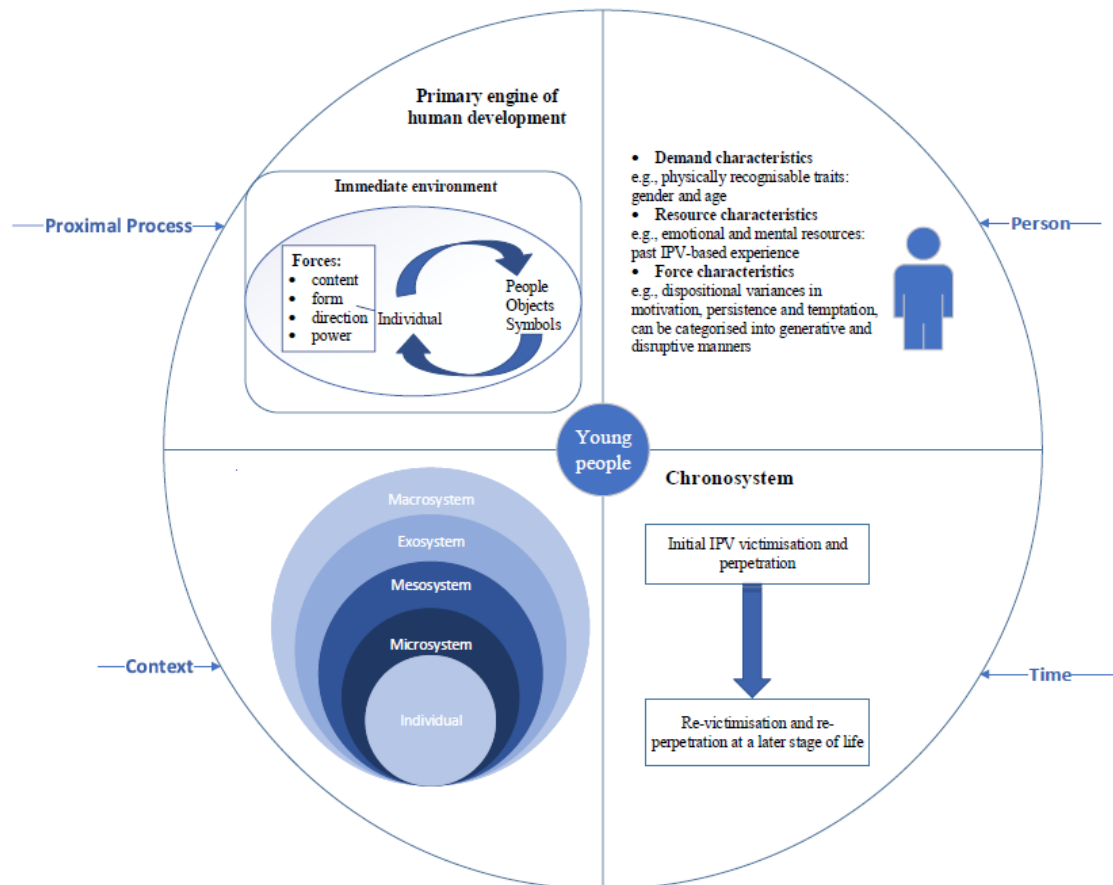 Primary engine of
human development
Immediate environment
Forces:
• content
• form
• direction
• power
Individual
People
Objects
Symbols
Proximal Process
• Demand characteristics
e.g., physically recognisable traits:
gender and age
• Resource characteristics
e.g., emotional and mental resources:
past IPV-based experience
• Force characteristics
e.g., dispositional variances in
motivation, persistence and temptation,
can be categorised into generative and
disruptive manners
Person
Young
people
Macrosystem
Exosystem
Mesosystem
Microsystem
Individual
Context
Chronosystem
Initial IPV victimisation and
perpetration
Re-victimisation and re-
perpetration at a later stage of life
Time